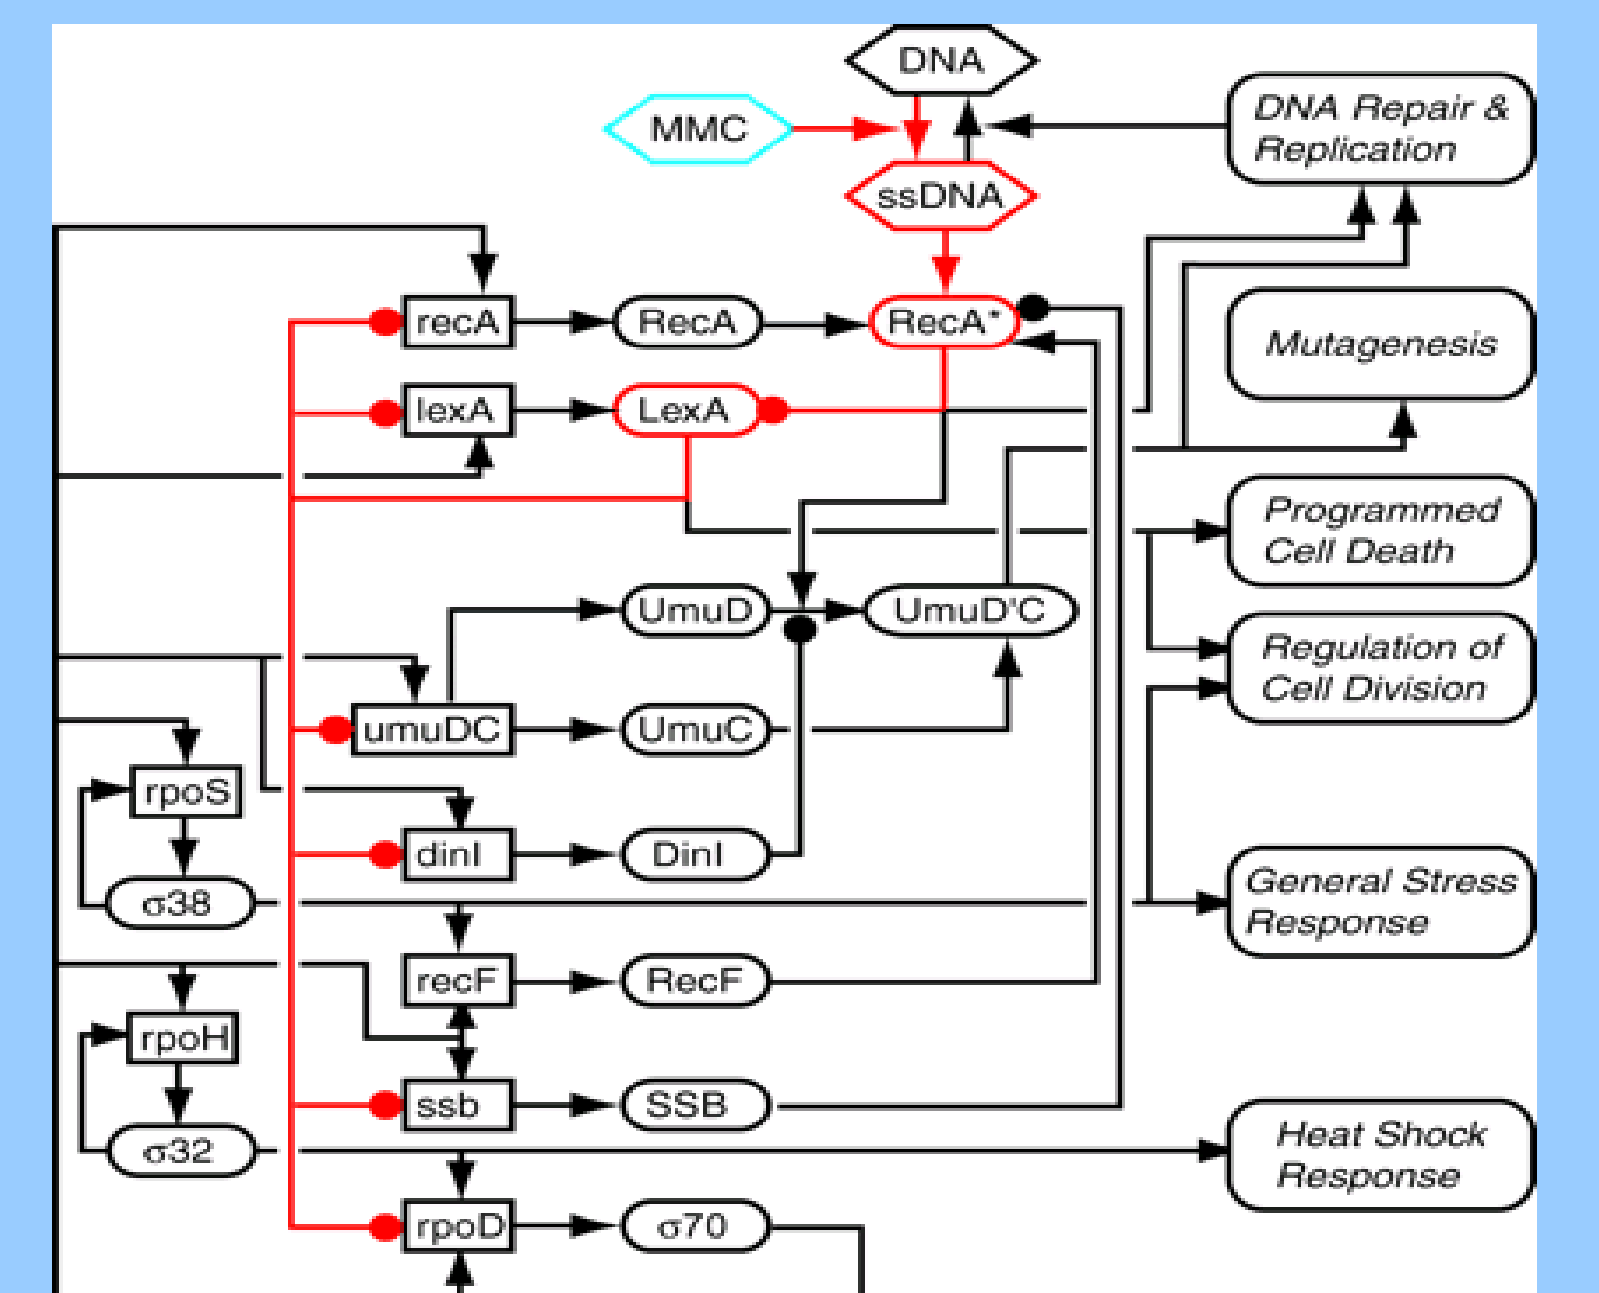 DNA
MMC
DNA Repair &
Replication
ssDNA
recA
RecA
RecA*
Mutagenesis
lexA
LexA
Programmed
Cell Death
UmuD
UmuD'C
Regulation of
Cell Division
umuDC
UmuC
rpoS
dinI
DinI
General Stress
Response
σ38
recF
RecF
rpoH
ssb
SSB
Heat Shock
Response
σ32
rpoD
σ70